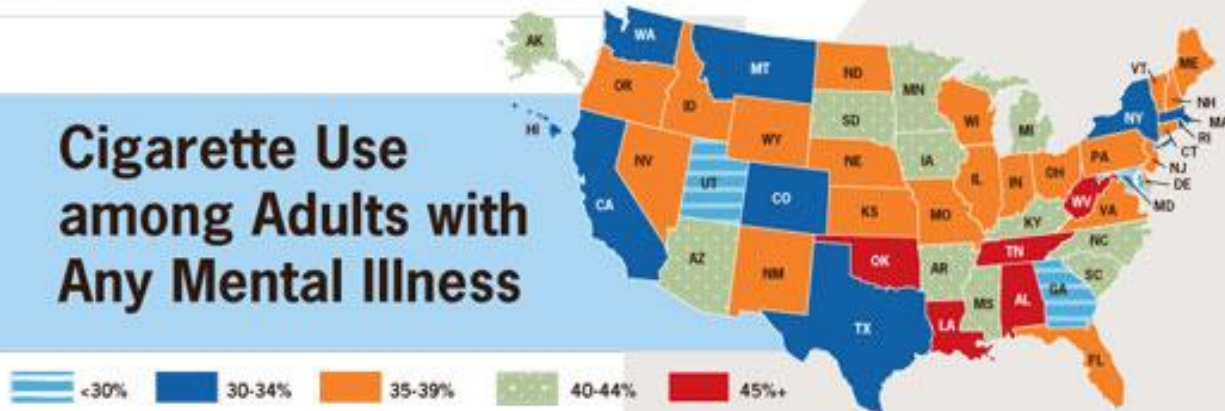 Cigarette Use
among Adults with
Any Mental Illness
<30%
30-34%
35-39%
40-44%
45%+
AK
WA
MT
ND
MN
VT
ME
OR
ID
SD
WI
MI
NY
NH
MA
RI
CT
HI
WY
IA
PA
NJ
DE
MD
NV
UT
NE
IL
IN
OH
WV
VA
CA
CO
KS
MO
KY
NC
AZ
NM
OK
AR
TN
SC
MS
AL
GA
TX
LA
FL